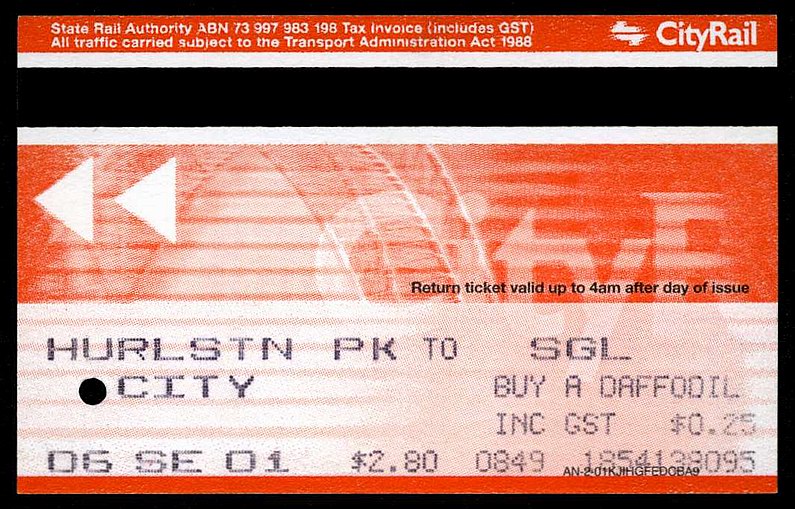 State Rail Authority ABN 73 997 983 198 Tax Invoice (includes GST)
All traffic carried subject to the Transport Administration Act 1988
CityRail
CityR
Return ticket valid up to 4am after day of issue
HURLSTN PK TO SGL
CITY BUY A DAFFODIL
INC GST $0.25
06 SE 01 $2.80 0849 1854138095
AN-2-01KJIHGFEDCBA9